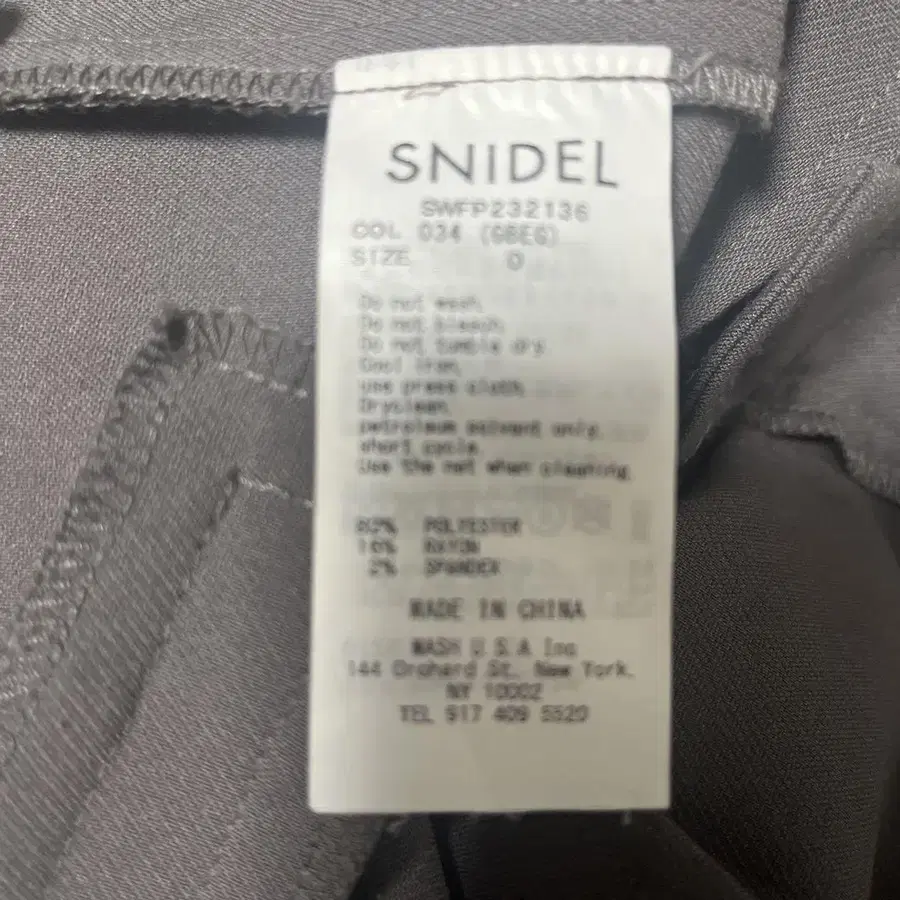 SNIDEL
SWFP232136
COL 034 (GBEG)
SIZE 0
Do not wash.
Do not bleach.
Do not tumble dry.
Cool iron,
use press cloth.
Dryclean,
petroleum solvent only.
short cycle.
Use the net when cleaning.
POLYESTER
16% RAYON
2% SPANDEX
MADE IN CHINA
MASH U.S.A Inc
144 Orchard St. New York.
NY 10002
TEL 917 409 5520